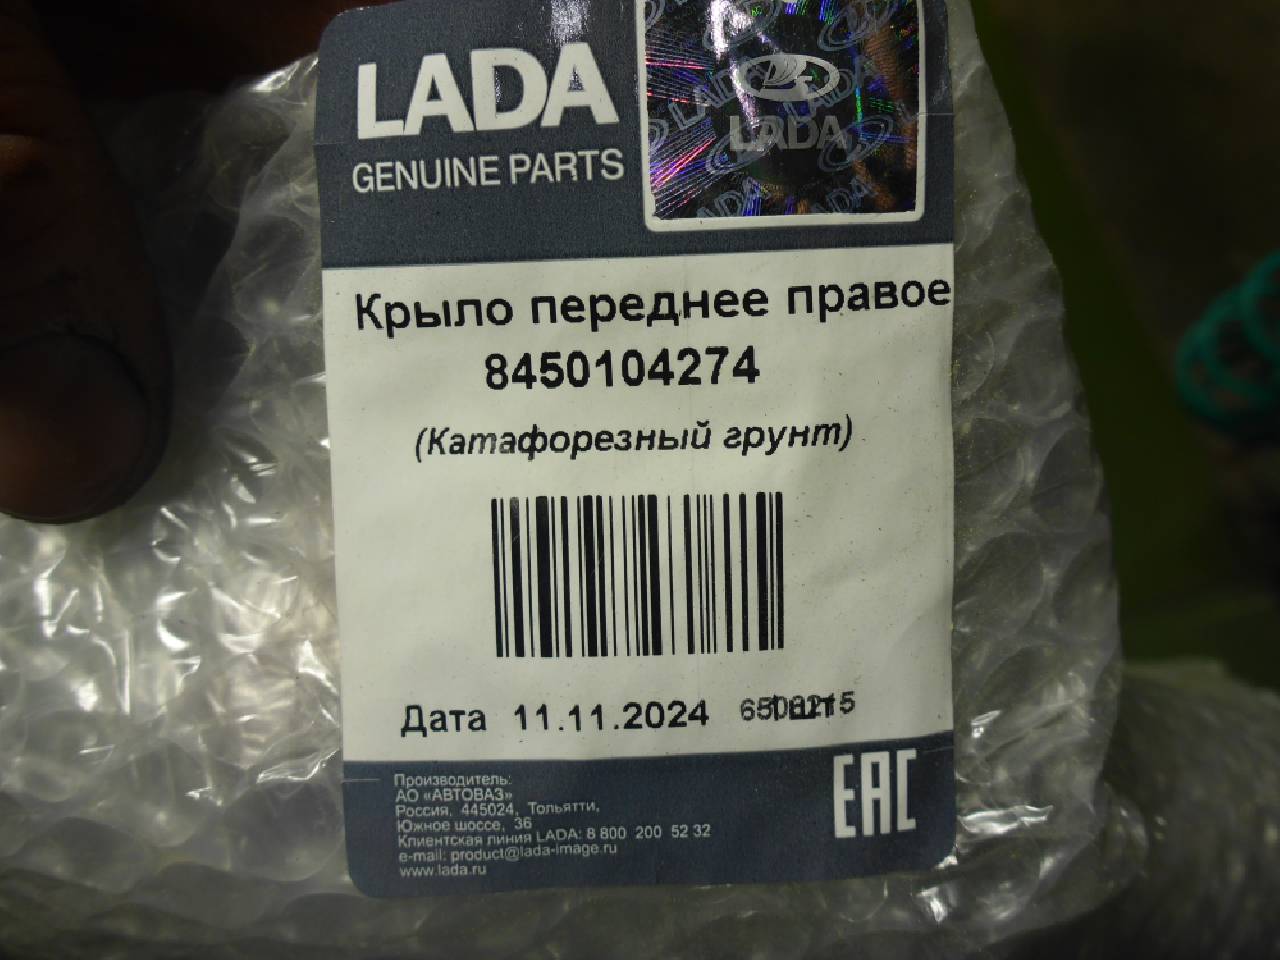 LADA
GENUINE PARTS
LADA
Крыло переднее правое
8450104274
(Катафорезный грунт)
Дата 11.11.2024 1 шт
Производитель:
АО «АВТОВАЗ»
Россия, 445024, Тольятти,
Южное шоссе, 36
Клиентская линия LADA: 8 800 200 52 32
e-mail: product@lada-image.ru
www.lada.ru
EAC